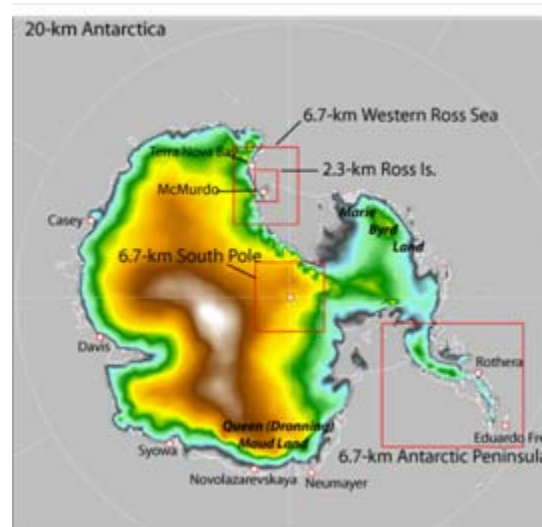 20-km Antarctica
6.7-km Western Ross Sea
Terra Nova Bay
2.3-km Ross Is.
McMurdo
Marie
Byrd
Land
Casey
6.7-km South Pole
Davis
Rothera
Queen (Dronning)
Maud Land
Eduardo Fre
Syowa
6.7-km Antarctic Peninsula
Novolazarevskaya
Neumayer